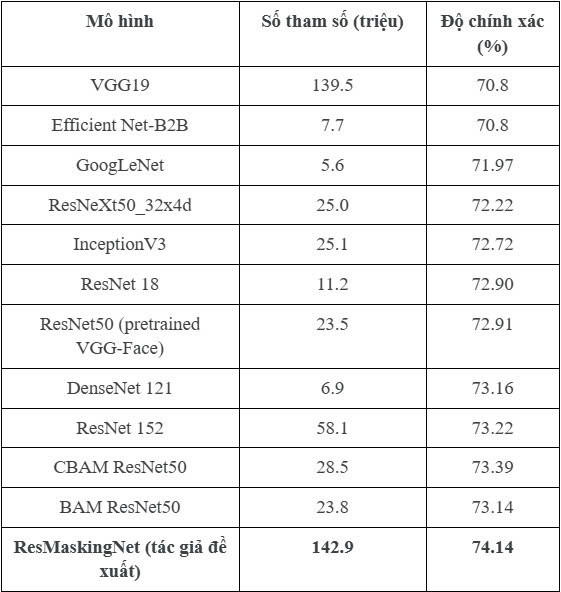 Mô hình Số tham số (triệu) Độ chính xác
(%)
VGG19 139.5 70.8
Efficient Net-B2B 7.7 70.8
GoogLeNet 5.6 71.97
ResNeXt50_32x4d 25.0 72.22
InceptionV3 25.1 72.72
ResNet 18 11.2 72.90
ResNet50 (pretrained 23.5 72.91
VGG-Face)
DenseNet 121 6.9 73.16
ResNet 152 58.1 73.22
CBAM ResNet50 28.5 73.39
BAM ResNet50 23.8 73.14
ResMaskingNet (tác giả đề 142.9 74.14
xuất)